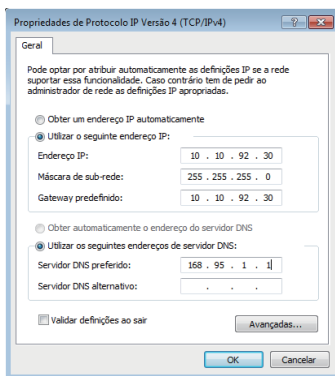 Propriedades de Protocolo IP Versão 4 (TCP/IPv4)
Geral
Pode optar por atribuir automaticamente as definições IP se a rede
suportar essa funcionalidade. Caso contrário tem de pedir ao
administrador de rede as definições IP apropriadas.
Obter um endereço IP automaticamente
Utilizar o seguinte endereço IP:
Endereço IP: 10 . 10 . 92 . 30
Máscara de sub-rede: 255 . 255 . 255 . 0
Gateway predefinido: 10 . 10 . 92 . 30
Obter automaticamente o endereço do servidor DNS
Utilizar os seguintes endereços de servidor DNS:
Servidor DNS preferido: 168 . 95 . 1 . 1
Servidor DNS alternativo: . . .
Validar definições ao sair
Avançadas...
OK Cancelar